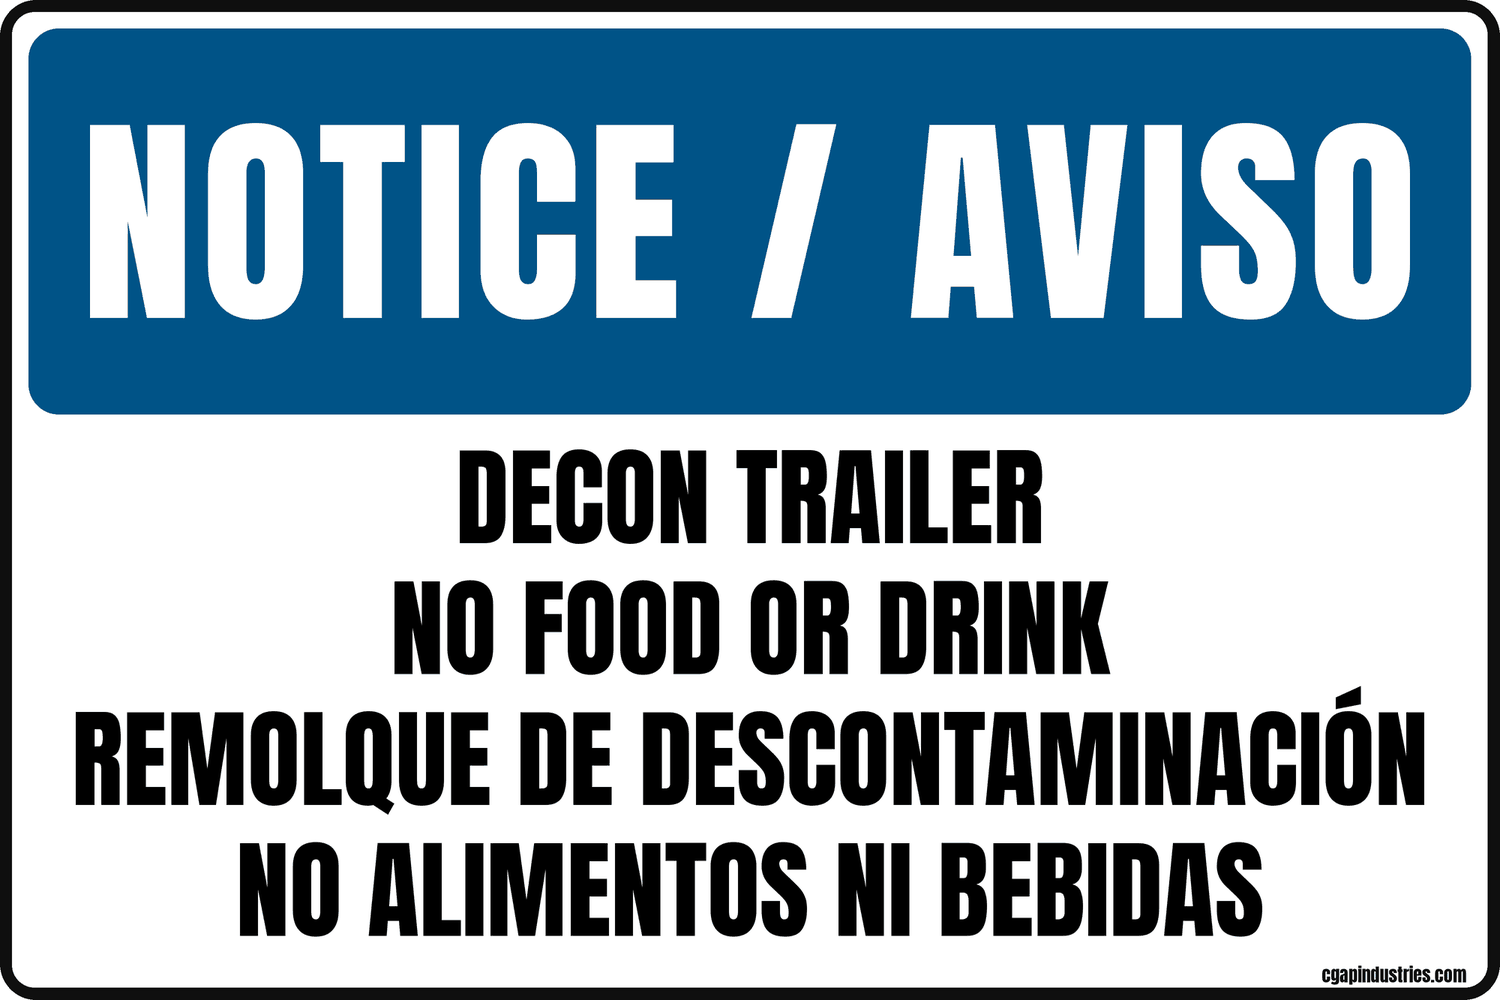 NOTICE / AVISO
DECON TRAILER
NO FOOD OR DRINK
REMOLQUE DE DESCONTAMINACIÓN
NO ALIMENTOS NI BEBIDAS
cgapindustries.com